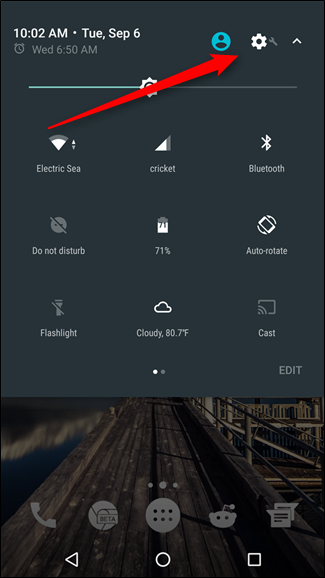 10:02 AM • Tue, Sep 6
Wed 6:50 AM
Electric Sea
cricket
Bluetooth
Do not disturb
71
71%
Auto-rotate
Flashlight
Cloudy, 80.7°F
Cast
EDIT
BETA